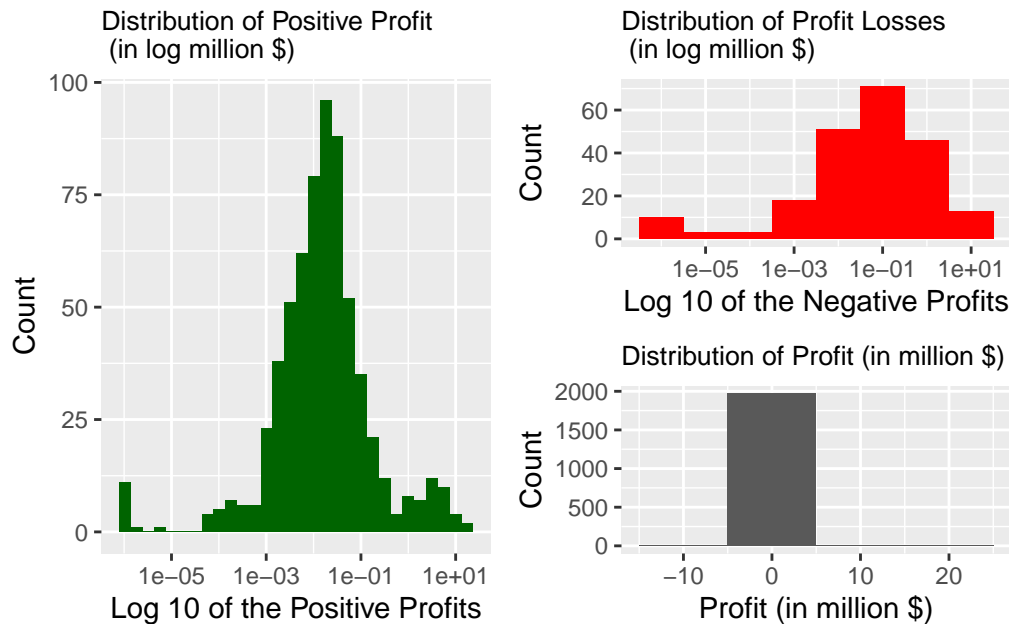 Distribution of Positive Profit
(in log million $)
100
75
50
25
0
Count
1e−05
1e−03
1e−01
1e+01
Log 10 of the Positive Profits
Distribution of Profit Losses
(in log million $)
60
40
20
0
Count
1e−05
1e−03
1e−01
1e+01
Log 10 of the Negative Profits
Distribution of Profit (in million $)
2000
1500
1000
500
0
Count
−10
0
10
20
Profit (in million $)